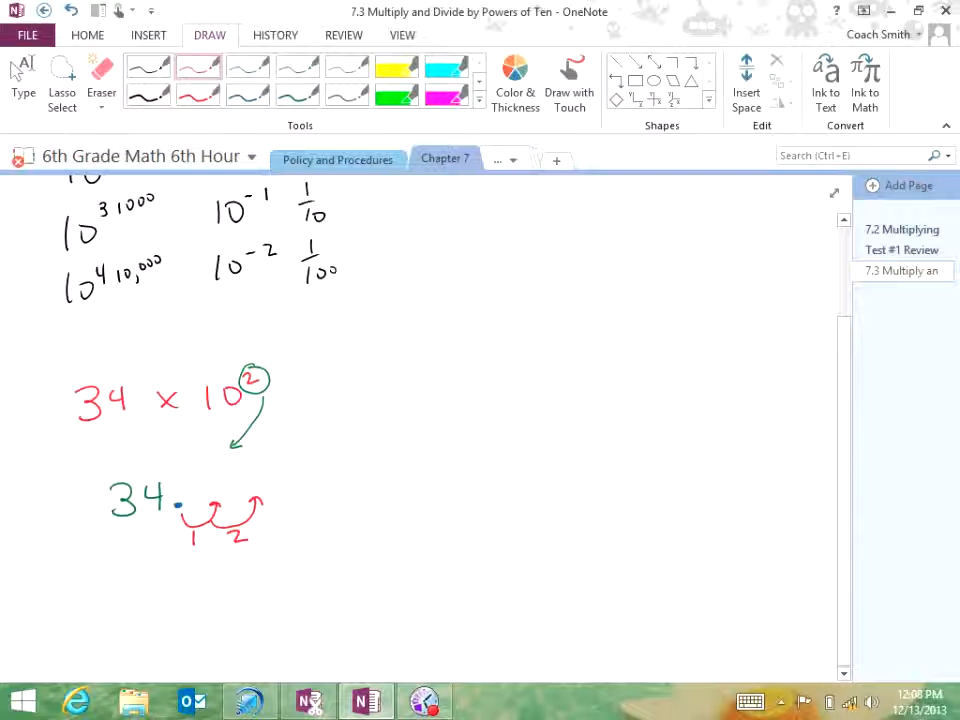 7.3 Multiply and Divide by Powers of Ten - OneNote
FILE HOME INSERT DRAW HISTORY REVIEW VIEW Coach Smith
Type Lasso Select Eraser Color & Thickness Draw with Touch Insert Space Ink to Text Ink to Math
Tools Shapes Edit Convert
6th Grade Math 6th Hour Policy and Procedures Chapter 7 ... Search (Ctrl+E)
Add Page
7.2 Multiplying
Test #1 Review
7.3 Multiply an
10
10³ 1000 10⁻¹ 1/10
10⁴ 10,000 10⁻² 1/100
34 x 10²
34.
1 2
12:08 PM
12/13/2013